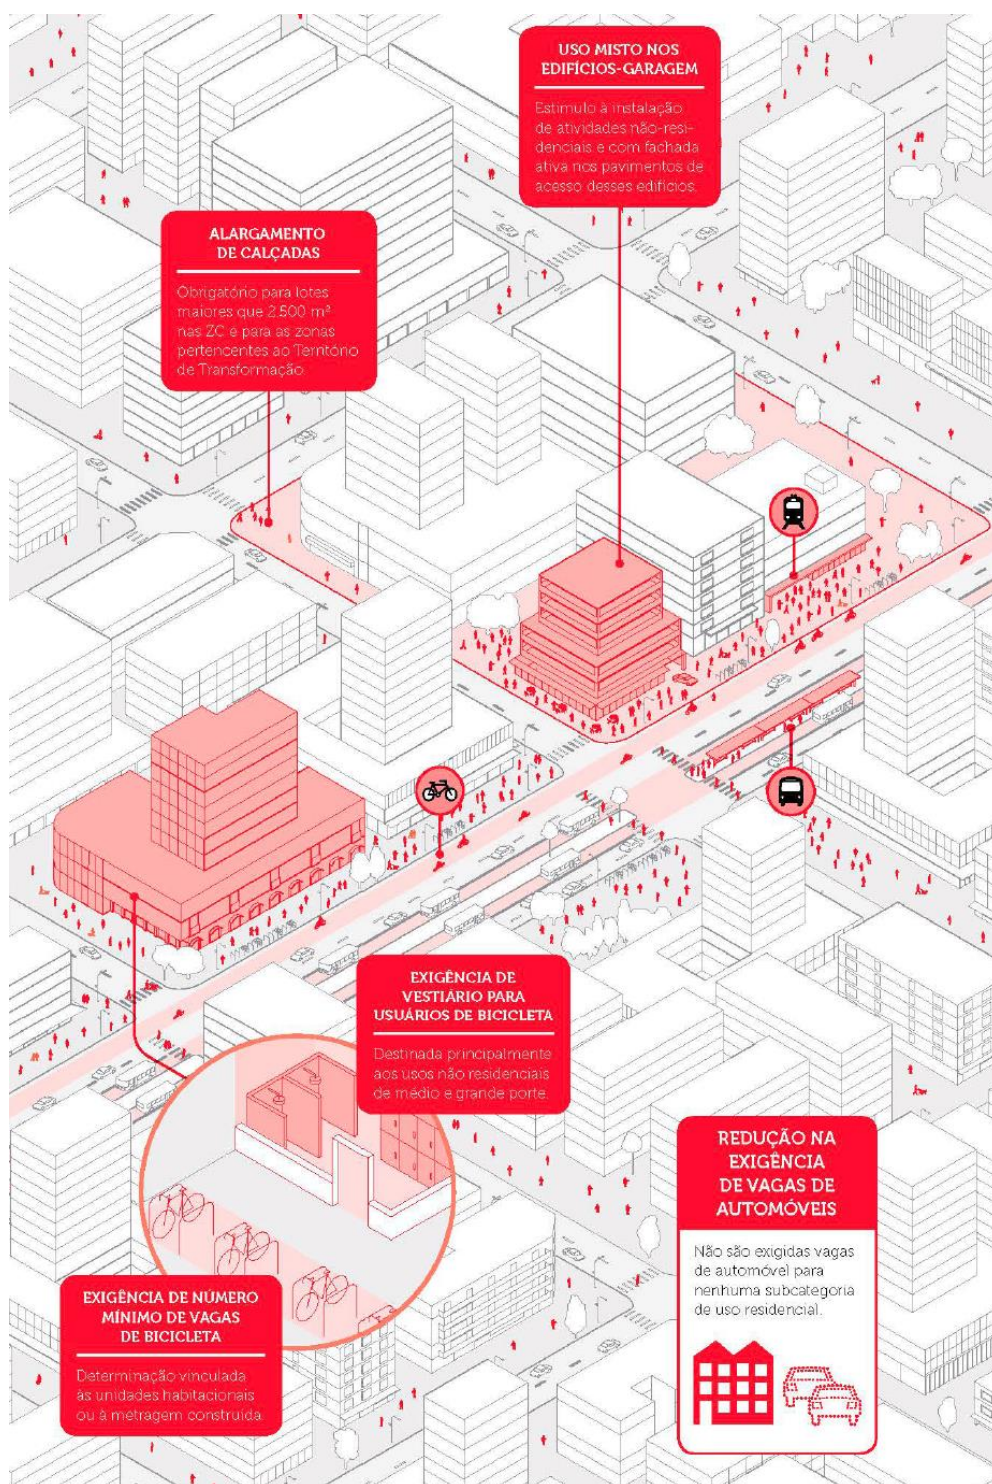 USO MISTO NOS
EDIFÍCIOS-GARAGEM
Estímulo à instalação
de atividades não-resi-
denciais e com fachada
ativa nos pavimentos de
acesso desses edifícios.
ALARGAMENTO
DE CALÇADAS
Obrigatório para lotes
maiores que 2.500 m²
nas ZC e para as zonas
pertencentes ao Território
de Transformação
EXIGÊNCIA DE
VESTIÁRIO PARA
USUÁRIOS DE BICICLETA
Destinada principalmente
aos usos não residenciais
de médio e grande porte.
REDUÇÃO NA
EXIGÊNCIA
DE VAGAS DE
AUTOMÓVEIS
Não são exigidas vagas
de automóvel para
nenhuma subcategoria
de uso residencial.
EXIGÊNCIA DE NÚMERO
MÍNIMO DE VAGAS
DE BICICLETA
Determinação vinculada
às unidades habitacionais
ou à metragem construída.